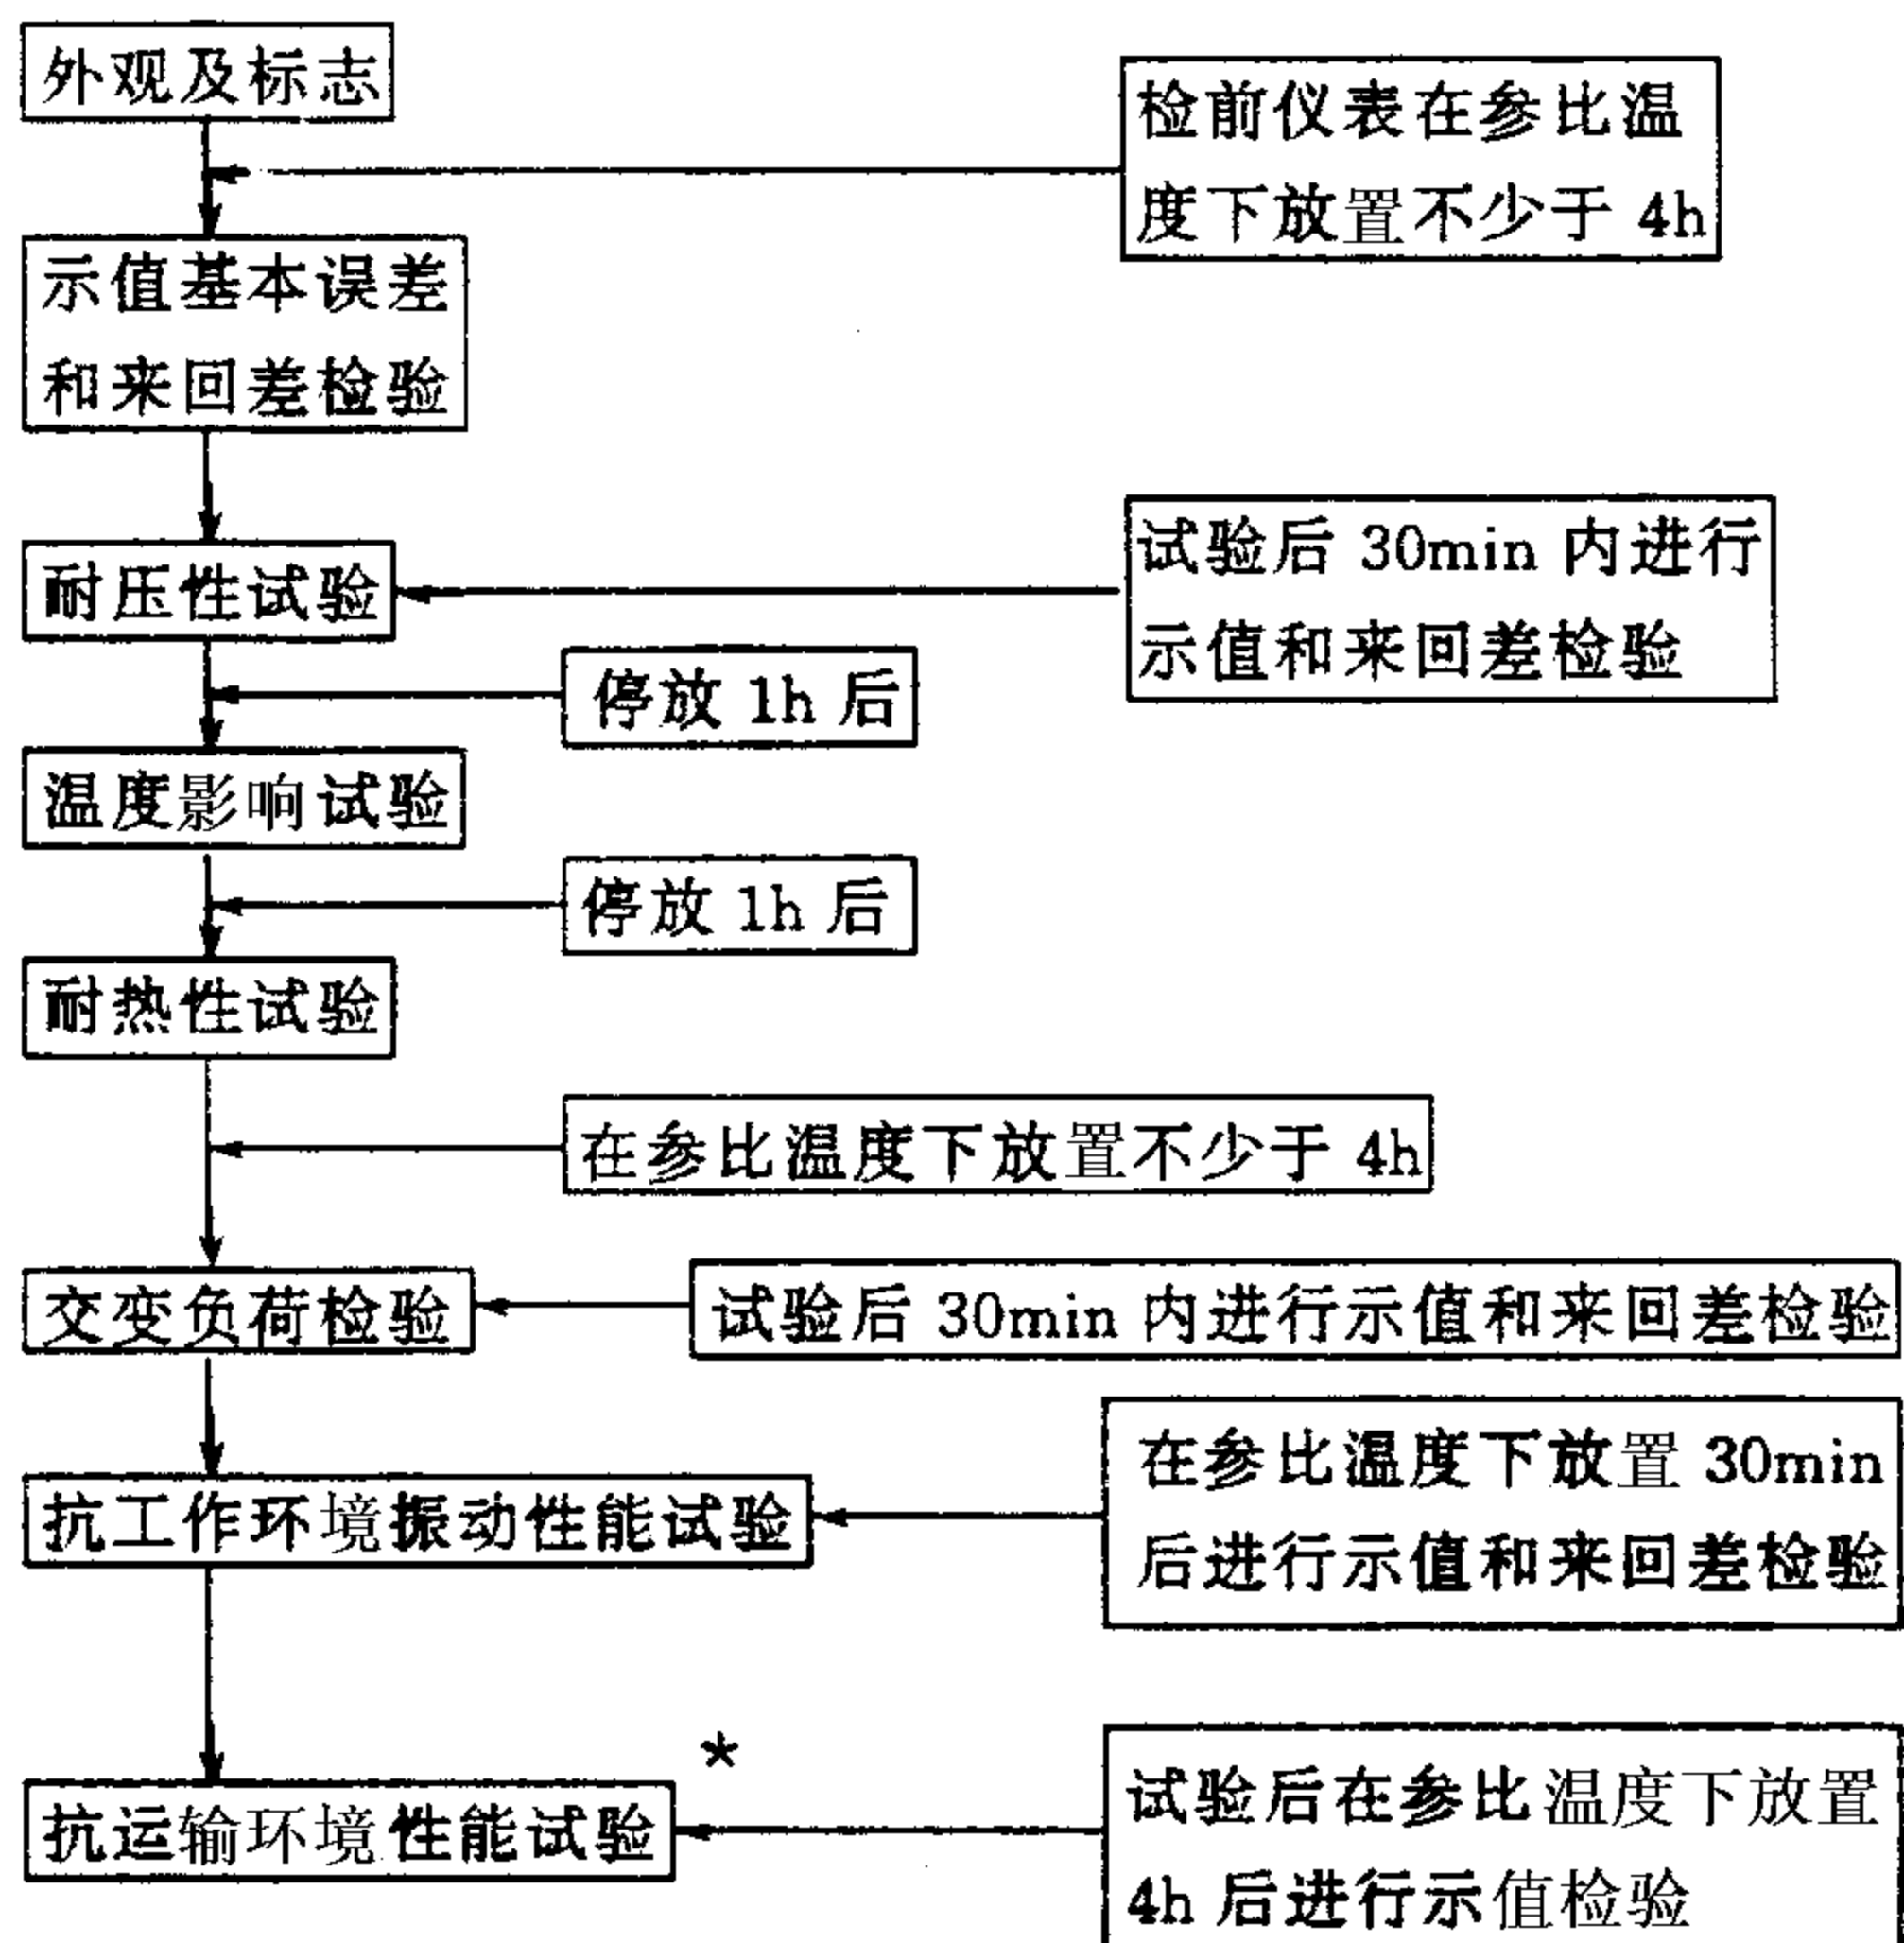 外观及标志
检前仪表在参比温
度下放置不少于 4h
示值基本误差
和来回差检验
耐压性试验
试验后 30min 内进行
示值和来回差检验
停放 1h 后
温度影响试验
停放 1h 后
耐热性试验
在参比温度下放置不少于 4h
交变负荷检验
试验后 30min 内进行示值和来回差检验
抗工作环境振动性能试验
在参比温度下放置 30min
后进行示值和来回差检验
*
抗运输环境性能试验
试验后在参比温度下放置
4h 后进行示值检验